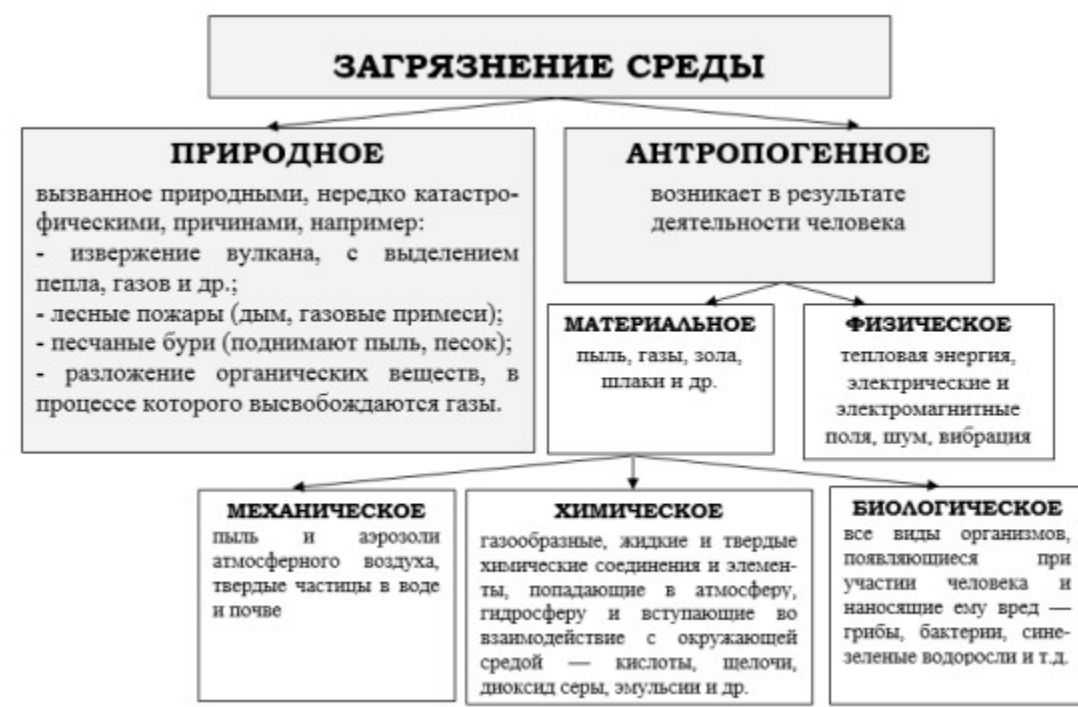 ЗАГРЯЗНЕНИЕ СРЕДЫ
ПРИРОДНОЕ
вызванное природными, нередко катастро-
фическими, причинами, например:
- извержение вулкана, с выделением
пепла, газов и др.;
- лесные пожары (дым, газовые примеси);
- песчаные бури (поднимают пыль, песок);
- разложение органических веществ, в
процессе которого высвобождаются газы.
АНТРОПОГЕННОЕ
возникает в результате
деятельности человека
МАТЕРИАЛЬНОЕ
пыль, газы, зола,
шлаки и др.
ФИЗИЧЕСКОЕ
тепловая энергия,
электрические и
электромагнитные
поля, шум, вибрация
МЕХАНИЧЕСКОЕ
пыль и аэрозоли
атмосферного воздуха,
твердые частицы в воде
и почве
ХИМИЧЕСКОЕ
газообразные, жидкие и твердые
химические соединения и элемен-
ты, попадающие в атмосферу,
гидросферу и вступающие во
взаимодействие с окружающей
средой — кислоты, щелочи,
диоксид серы, эмульсии и др.
БИОЛОГИЧЕСКОЕ
все виды организмов,
появляющиеся при
участии человека и
наносящие ему вред —
грибы, бактерии, сине-
зеленые водоросли и т.д.